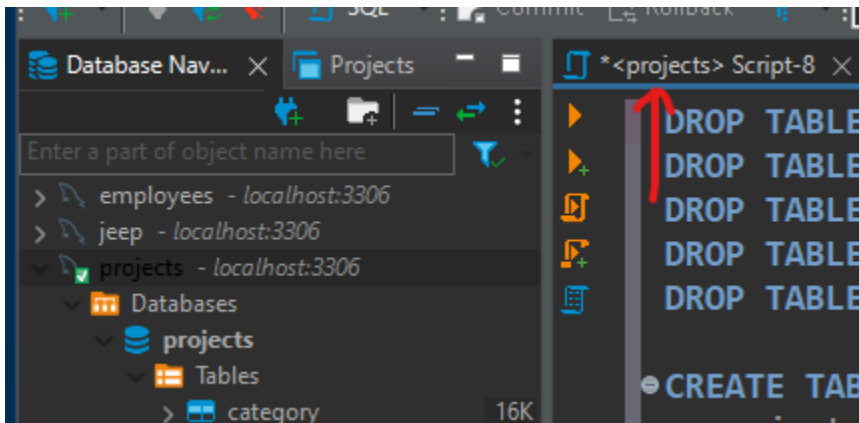 SQL Commit Rollback
Database Nav... Projects
*<projects> Script-8
Enter a part of object name here
employees - localhost:3306
jeep - localhost:3306
projects - localhost:3306
Databases
projects
Tables
category 16K
DROP TABLE
DROP TABLE
DROP TABLE
DROP TABLE
DROP TABLE
CREATE TAB